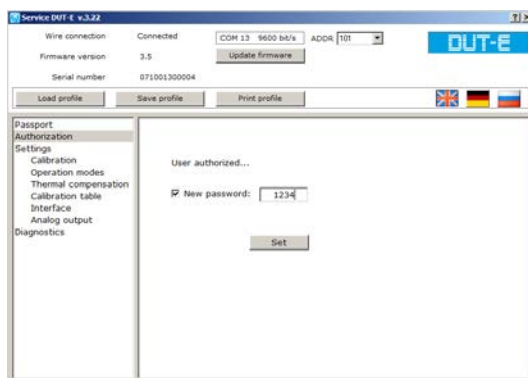 Service DUT-E v.3.22
Wire connection Connected COM 13 9600 bit/s ADDR 101
DUT-E
Firmware version 3.5 Update firmware
Serial number 071001300004
Load profile Save profile Print profile
Passport
Authorization
Settings
Calibration
Operation modes
Thermal compensation
Calibration table
Interface
Analog output
Diagnostics
User authorized...
New password: 1234
Set